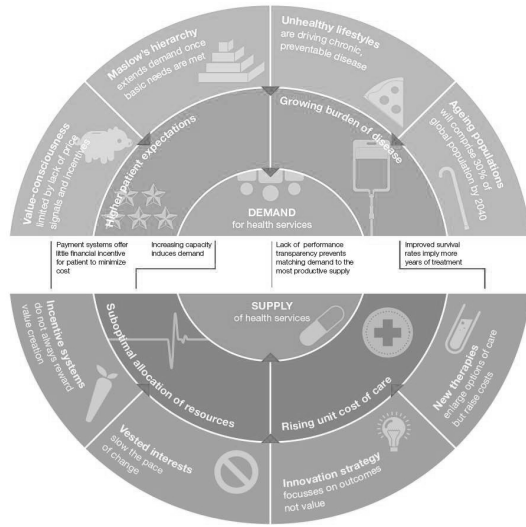 Maslow's hierarchy
extends demand once
basic needs are met
Unhealthy lifestyles
are driving chronic,
preventable disease
Value-consciousness
limited by lack of price
signals and incentives
Higher patient expectations
Growing burden of disease
Ageing populations
will comprise 30% of
global population by 2040
DEMAND
for health services
Payment systems offer
little financial incentive
for patient to minimize
cost
Increasing capacity
induces demand
Lack of performance
transparency prevents
matching demand to the
most productive supply
Improved survival
rates imply more
years of treatment
SUPPLY
of health services
Incentive systems
do not always reward
value creation
Suboptimal allocation of resources
Rising unit cost of care
New therapies
enlarge options of care
but raise costs
Vested interests
slow the pace
of change
Innovation strategy
focusses on outcomes
not value